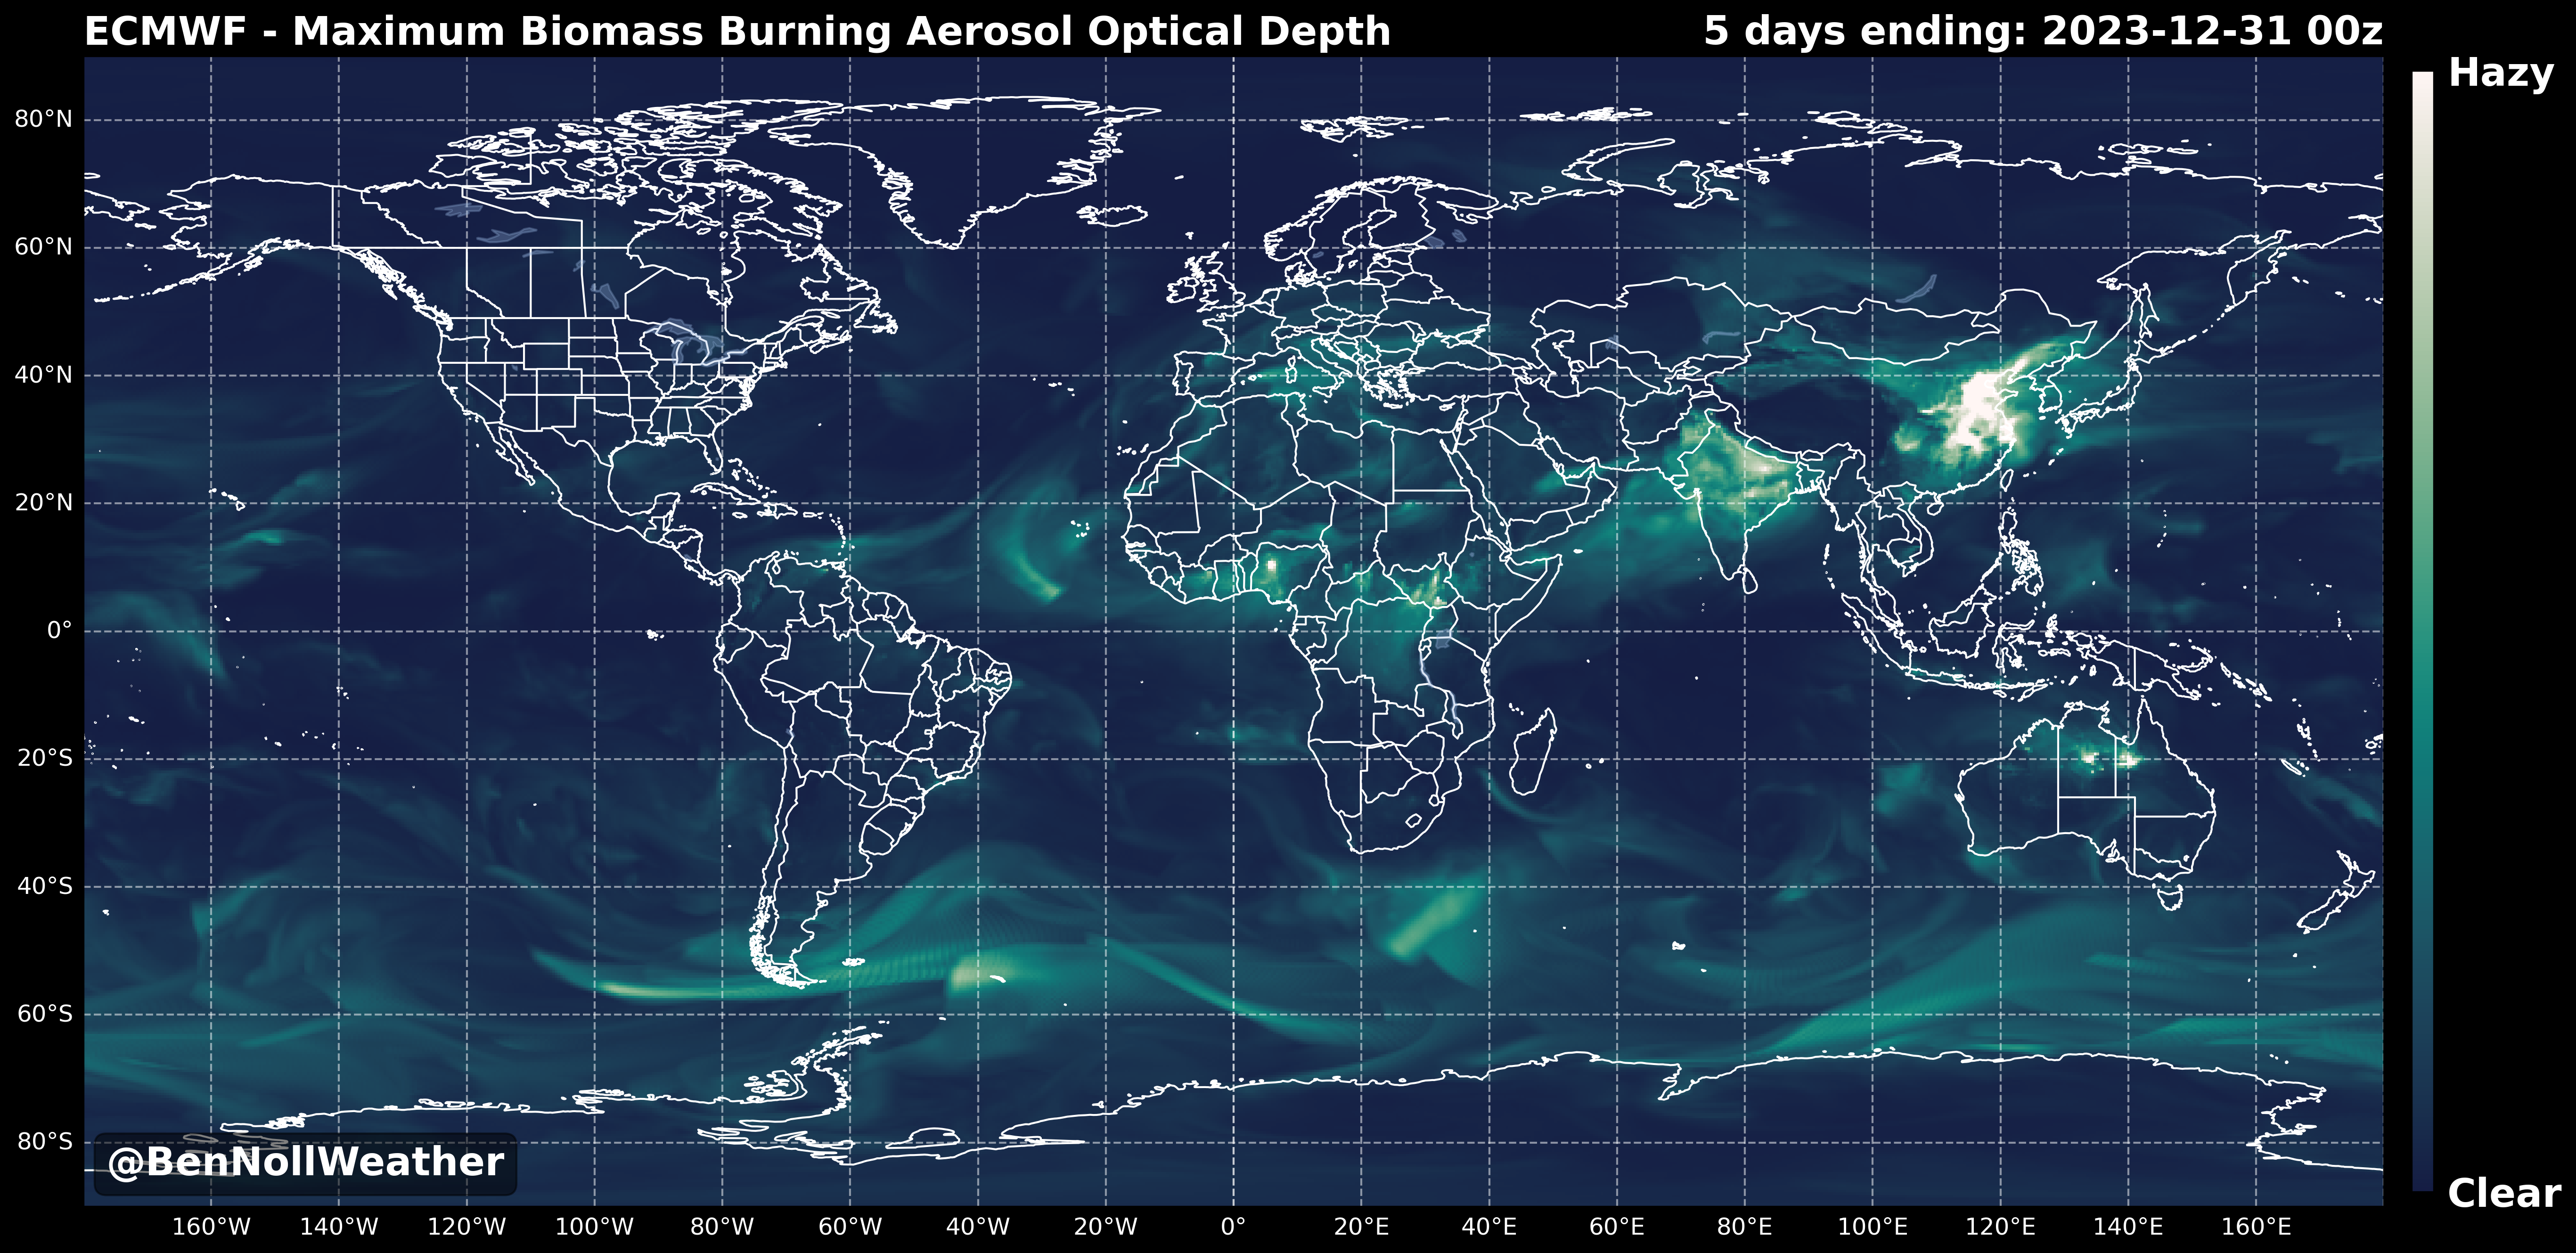 ECMWF - Maximum Biomass Burning Aerosol Optical Depth
5 days ending: 2023-12-31 00z
Hazy
80°N
60°N
40°N
20°N
0°
20°S
40°S
60°S
80°S
@BenNollWeather
Clear
160°W 140°W 120°W 100°W 80°W 60°W 40°W 20°W 0° 20°E 40°E 60°E 80°E 100°E 120°E 140°E 160°E